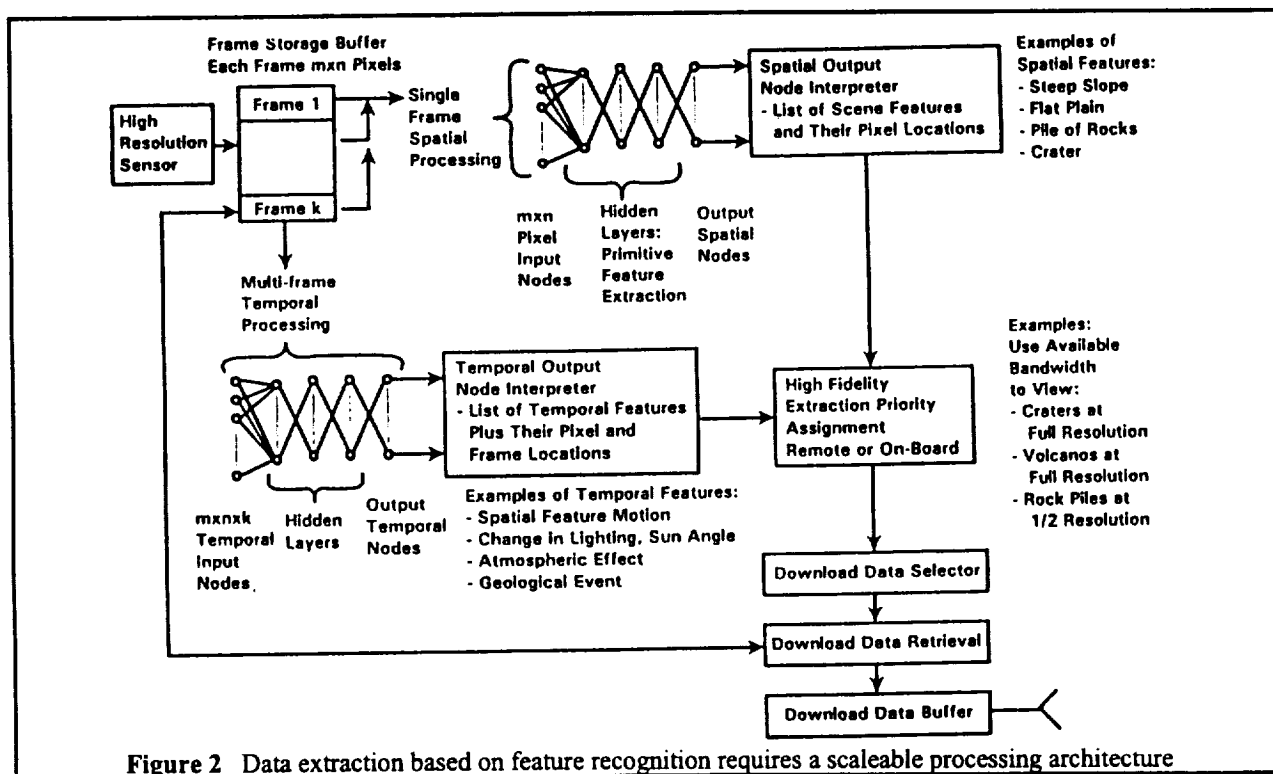 Frame Storage Buffer
Each Frame mxn Pixels
High
Resolution
Sensor
Frame 1
Frame k
Single
Frame
Spatial
Processing
mxn
Pixel
Input
Nodes
Hidden
Layers:
Primitive
Feature
Extraction
Output
Spatial
Nodes
Spatial Output
Node Interpreter
- List of Scene Features
and Their Pixel Locations
Examples of
Spatial Features:
- Steep Slope
- Flat Plain
- Pile of Rocks
- Crater
Multi-frame
Temporal
Processing
mxnxk
Temporal
Input
Nodes
Hidden
Layers
Output
Temporal
Nodes
Temporal Output
Node Interpreter
- List of Temporal Features
Plus Their Pixel and
Frame Locations
Examples of Temporal Features:
- Spatial Feature Motion
- Change in Lighting, Sun Angle
- Atmospheric Effect
- Geological Event
High Fidelity
Extraction Priority
Assignment
Remote or On-Board
Examples:
Use Available
Bandwidth
to View:
- Craters at
Full Resolution
- Volcanos at
Full Resolution
- Rock Piles at
1/2 Resolution
Download Data Selector
Download Data Retrieval
Download Data Buffer
Figure 2 Data extraction based on feature recognition requires a scaleable processing architecture